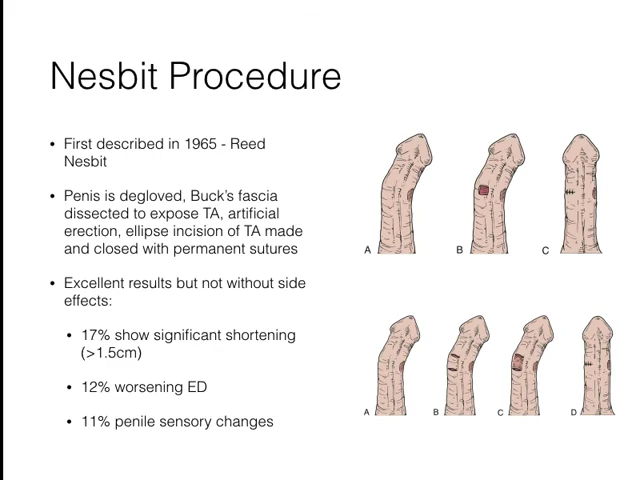 Nesbit Procedure
• First described in 1965 - Reed
Nesbit
• Penis is degloved, Buck's fascia
dissected to expose TA, artificial
erection, ellipse incision of TA made
and closed with permanent sutures
• Excellent results but not without side
effects:
• 17% show significant shortening
(>1.5cm)
• 12% worsening ED
• 11% penile sensory changes
A B C
A B C D